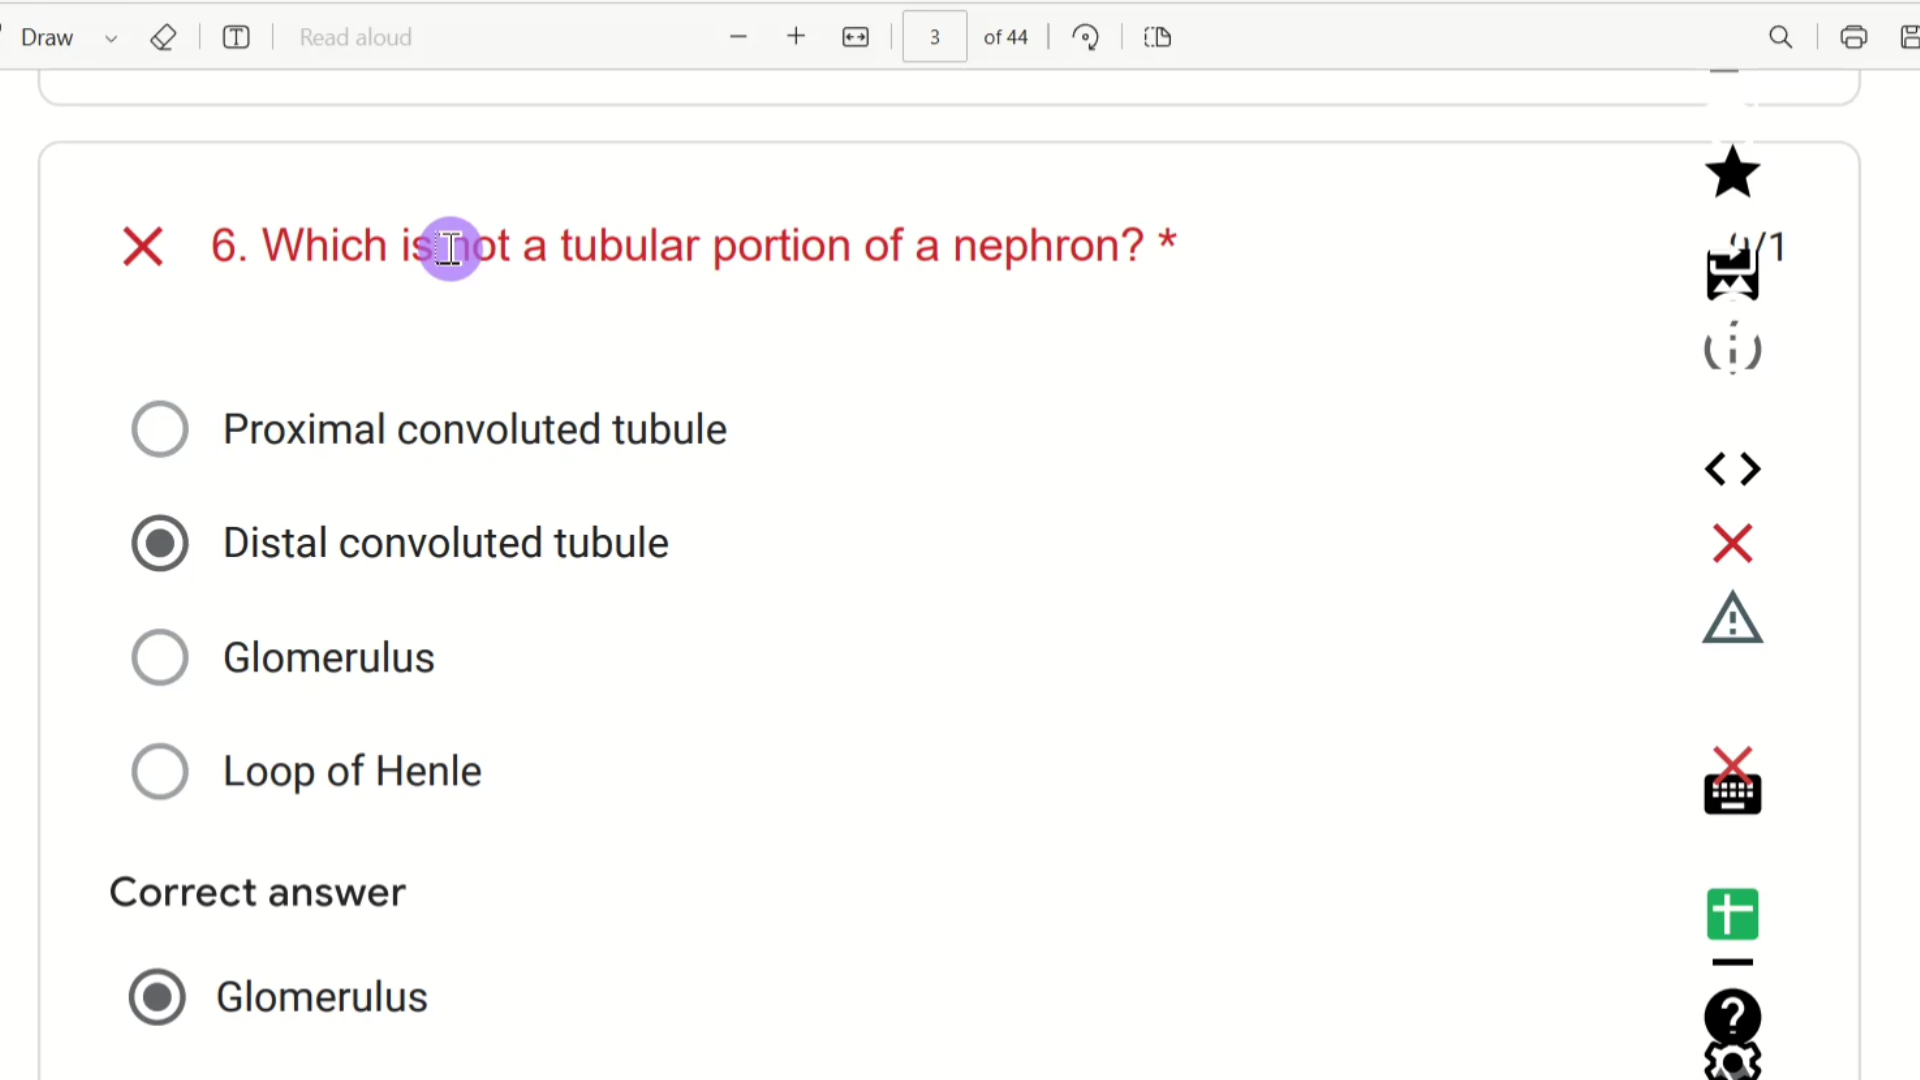 Draw
Read aloud
3 of 44
6. Which is not a tubular portion of a nephron? *
/1
Proximal convoluted tubule
Distal convoluted tubule
Glomerulus
Loop of Henle
Correct answer
Glomerulus